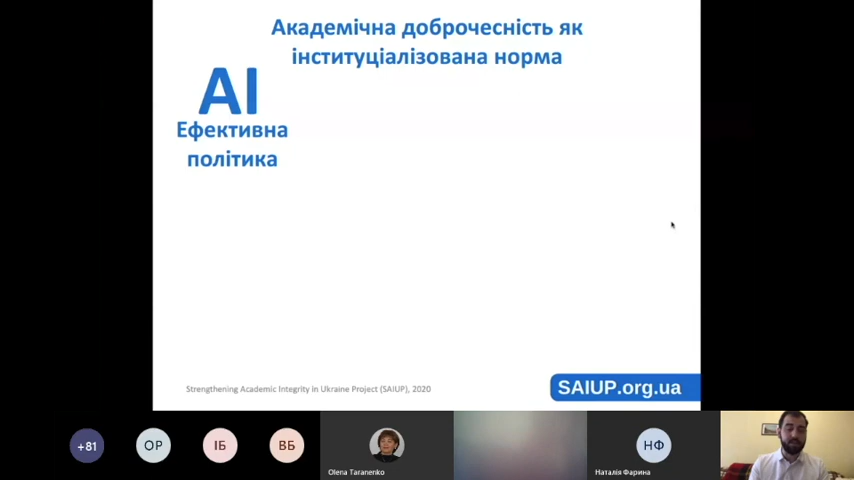 Академічна доброчесність як
інституціалізована норма
AI
Ефективна
політика
Strengthening Academic Integrity in Ukraine Project (SAIUP), 2020
SAIUP.org.ua
+81
ОР
ІБ
ВБ
НФ
Olena Taranenko
Наталія Фарина